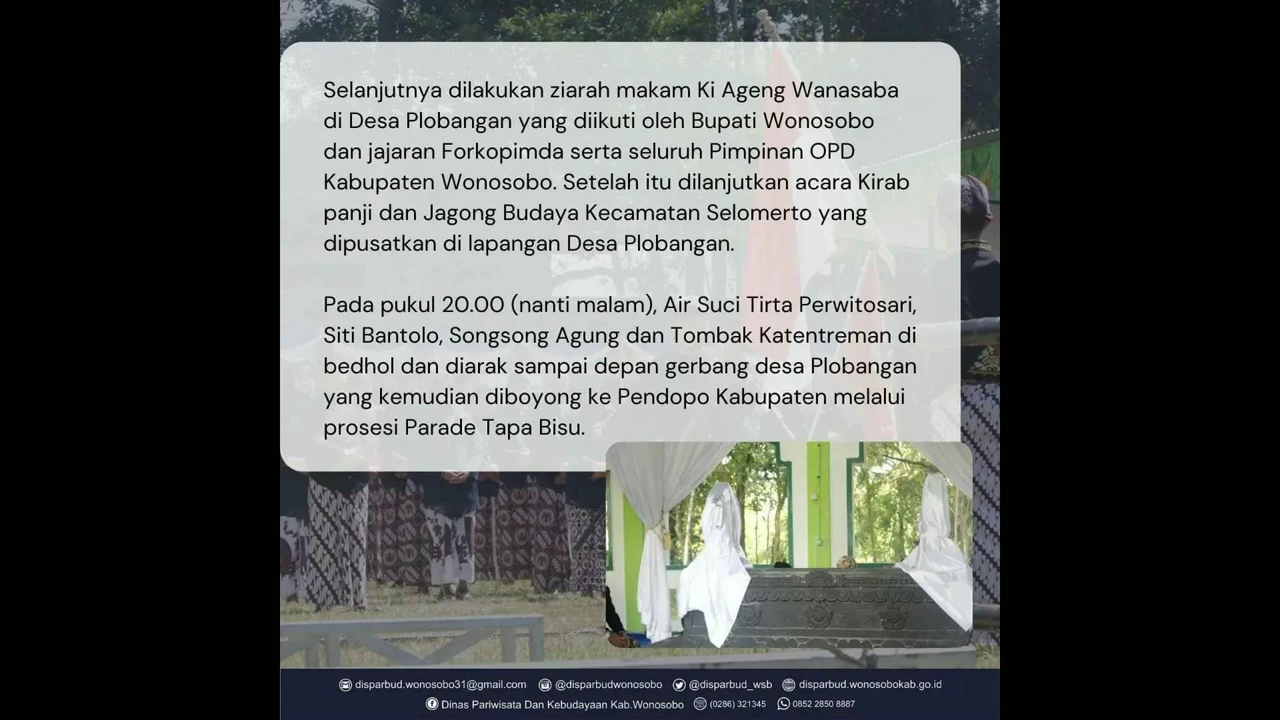 Selanjutnya dilakukan ziarah makam Ki Ageng Wanasaba
di Desa Plobangan yang diikuti oleh Bupati Wonosobo
dan jajaran Forkopimda serta seluruh Pimpinan OPD
Kabupaten Wonosobo. Setelah itu dilanjutkan acara Kirab
panji dan Jagong Budaya Kecamatan Selomerto yang
dipusatkan di lapangan Desa Plobangan.
Pada pukul 20.00 (nanti malam), Air Suci Tirta Perwitosari,
Siti Bantolo, Songsong Agung dan Tombak Katentreman di
bedhol dan diarak sampai depan gerbang desa Plobangan
yang kemudian diboyong ke Pendopo Kabupaten melalui
prosesi Parade Tapa Bisu.
disparbud.wonosobo31@gmail.com @disparbudwonosobo @disparbud_wsb disparbud.wonosobokab.go.id
Dinas Pariwisata Dan Kebudayaan Kab.Wonosobo (0286) 321345 0852 2850 8887